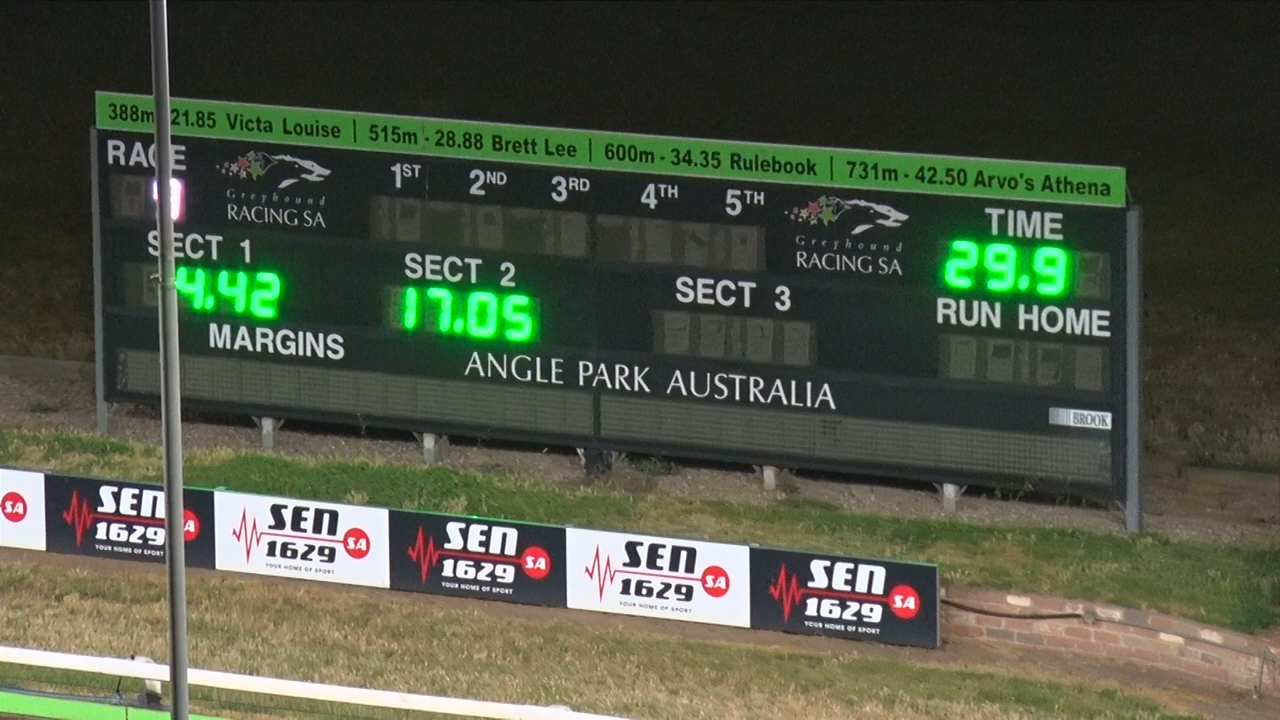 388m 21.85 Victa Louise | 515m - 28.88 Brett Lee | 600m - 34.35 Rulebook | 731m - 42.50 Arvo's Athena
RACE
Greyhound
RACING SA
1ST 2ND 3RD 4TH 5TH
Greyhound
RACING SA
TIME
29.9
SECT 1
4.42
SECT 2
17.05
SECT 3
RUN HOME
MARGINS
ANGLE PARK AUSTRALIA
BROOK
SA
SEN
1629
SA
YOUR HOME OF SPORT
SEN
1629
SA
YOUR HOME OF SPORT
SEN
1629
SA
YOUR HOME OF SPORT
SEN
1629
SA
YOUR HOME OF SPORT
SEN
1629
SA
YOUR HOME OF SPORT